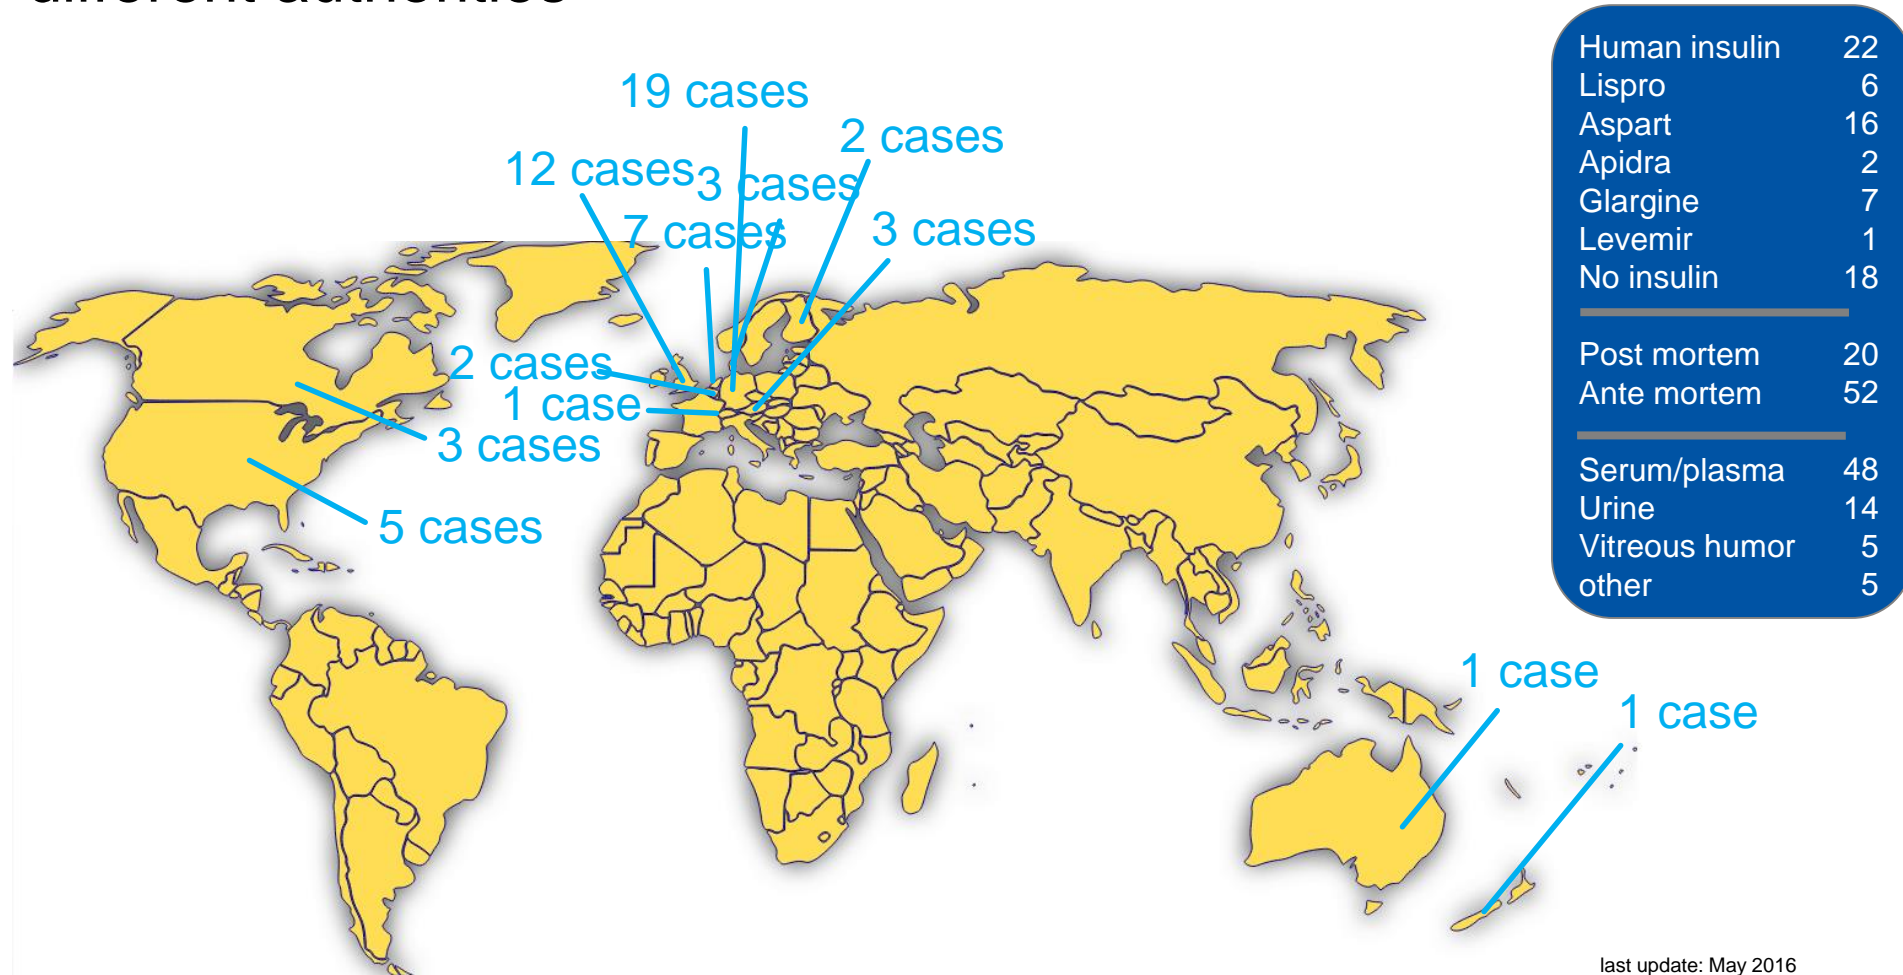 different authorities
19 cases
2 cases
12 cases
3 cases
7 cases
3 cases
2 cases
1 case
3 cases
5 cases
1 case
1 case
Human insulin 22
Lispro 6
Aspart 16
Apidra 2
Glargine 7
Levemir 1
No insulin 18
Post mortem 20
Ante mortem 52
Serum/plasma 48
Urine 14
Vitreous humor 5
other 5
last update: May 2016